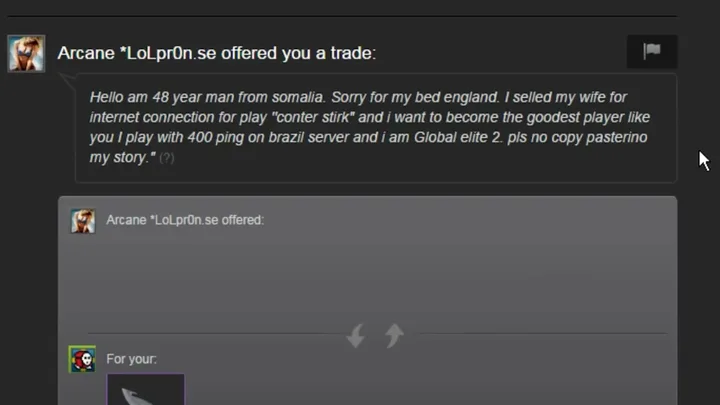 Arcane *LoLpr0n.se offered you a trade:
Hello am 48 year man from somalia. Sorry for my bed england. I selled my wife for
internet connection for play "conter stirk" and i want to become the goodest player like
you I play with 400 ping on brazil server and i am Global elite 2. pls no copy pasterino
my story." (?)
Arcane *LoLpr0n.se offered:
For your: